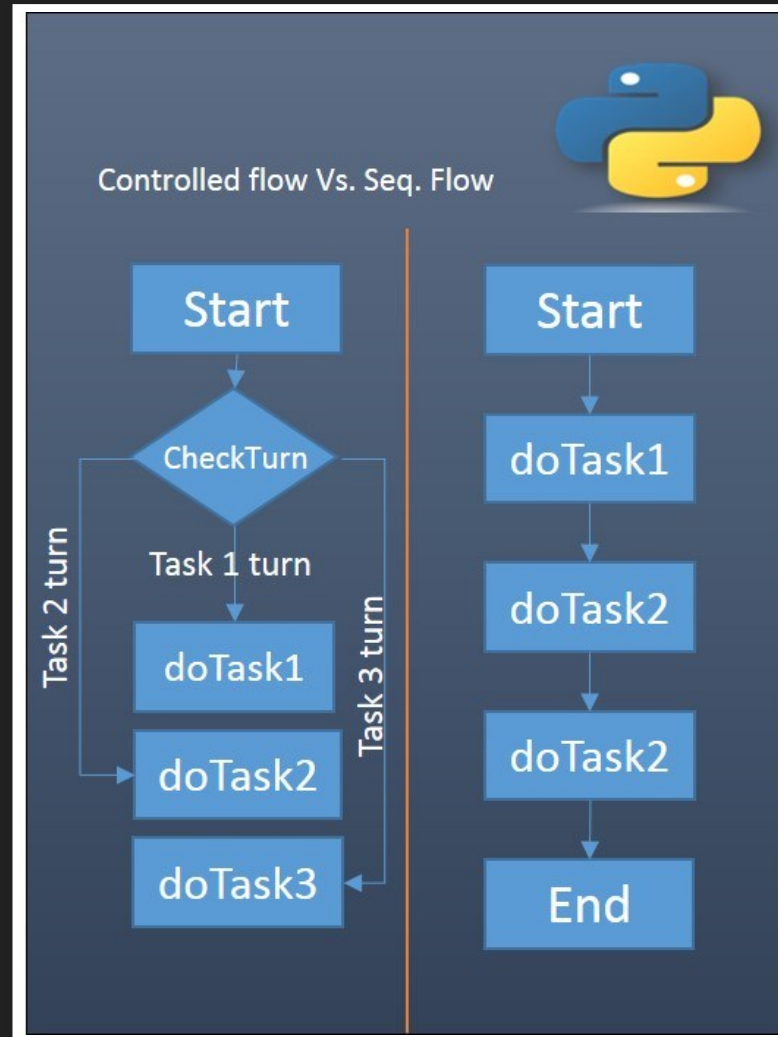 Controlled flow Vs. Seq. Flow
Start
CheckTurn
Task 1 turn
Task 2 turn
Task 3 turn
doTask1
doTask2
doTask3
Start
doTask1
doTask2
doTask2
End